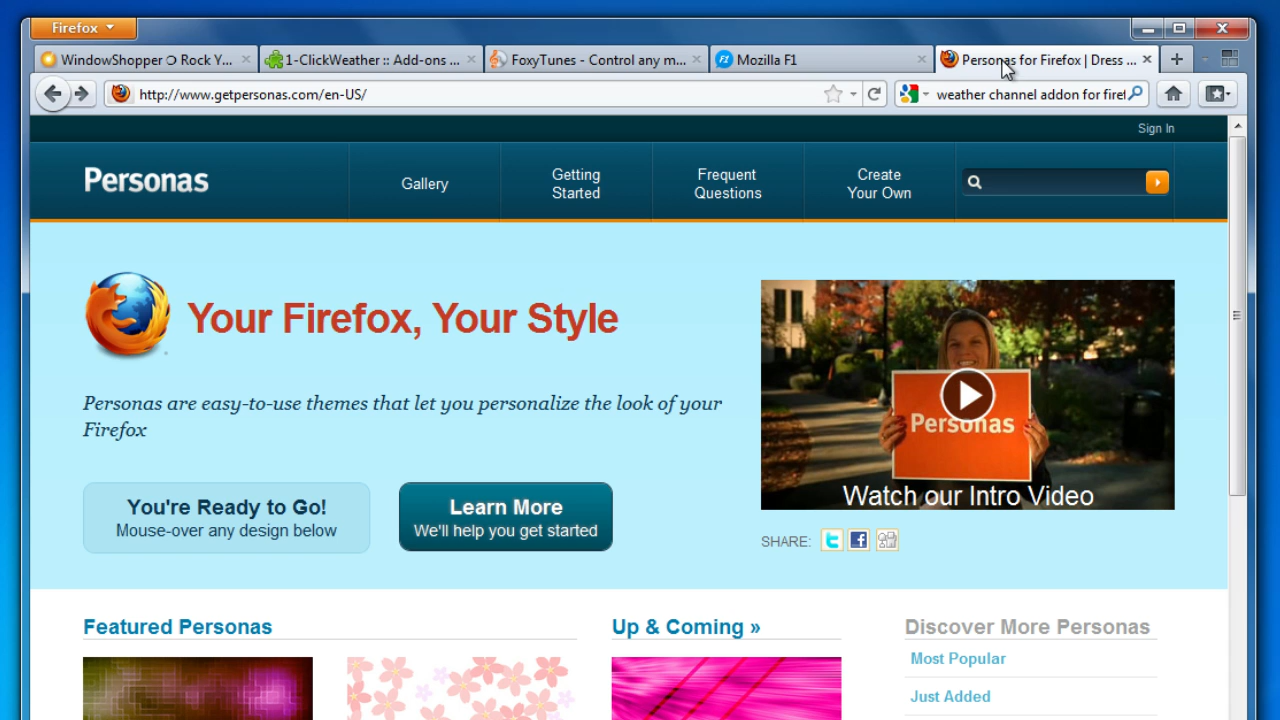 Firefox
WindowShopper ➲ Rock Y...
1-ClickWeather :: Add-ons ...
FoxyTunes - Control any m...
Mozilla F1
Personas for Firefox | Dress ...
http://www.getpersonas.com/en-US/
weather channel addon for firef
Sign In
Personas
Gallery
Getting
Started
Frequent
Questions
Create
Your Own
Your Firefox, Your Style
Personas are easy-to-use themes that let you personalize the look of your
Firefox
You're Ready to Go!
Mouse-over any design below
Learn More
We'll help you get started
Personas
Watch our Intro Video
SHARE:
Featured Personas
Up & Coming »
Discover More Personas
Most Popular
Just Added